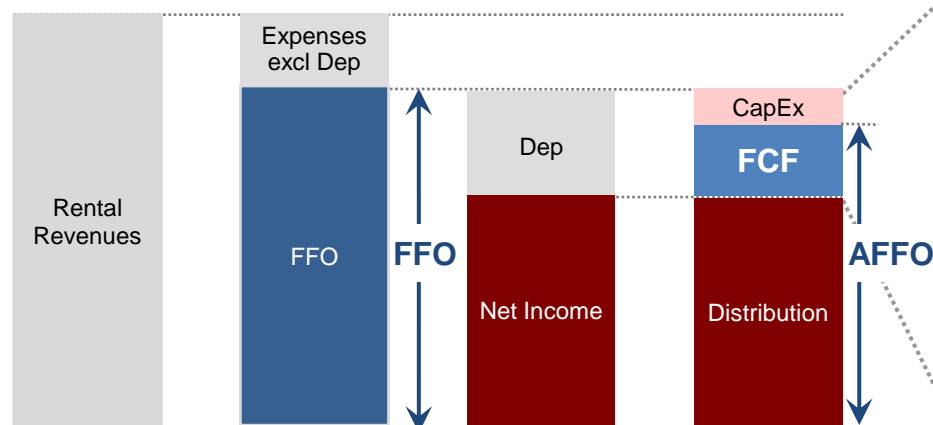 Expenses
excl Dep
CapEx
Dep
FCF
Rental
Revenues
FFO
FFO
AFFO
Net Income
Distribution